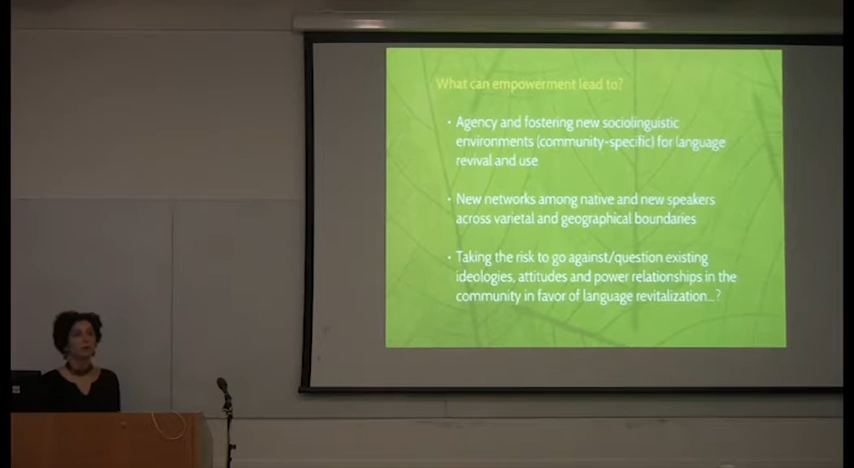 What can empowerment lead to?
• Agency and fostering new sociolinguistic
environments (community-specific) for language
revival and use
• New networks among native and new speakers
across varietal and geographical boundaries
• Taking the risk to go against/question existing
ideologies, attitudes and power relationships in the
community in favor of language revitalization...?